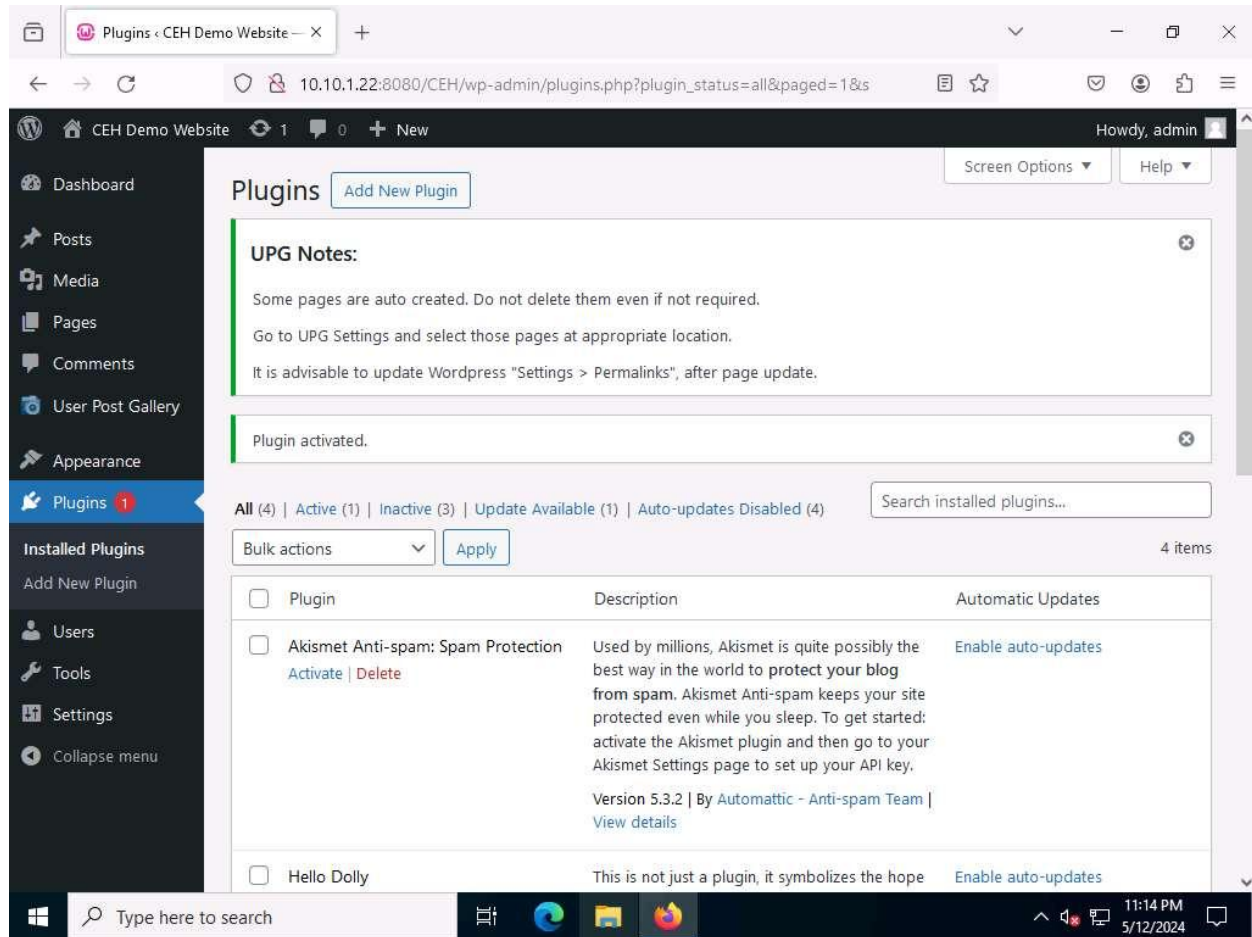 Plugins ‹ CEH Demo Website —
10.10.1.22:8080/CEH/wp-admin/plugins.php?plugin_status=all&paged=1&s
CEH Demo Website 1 0 + New Howdy, admin
Screen Options ▼ Help ▼
Dashboard
Posts
Media
Pages
Comments
User Post Gallery
Appearance
Plugins 1
Installed Plugins
Add New Plugin
Users
Tools
Settings
Collapse menu
Plugins Add New Plugin
UPG Notes:
Some pages are auto created. Do not delete them even if not required.
Go to UPG Settings and select those pages at appropriate location.
It is advisable to update Wordpress "Settings > Permalinks", after page update.
Plugin activated.
All (4) | Active (1) | Inactive (3) | Update Available (1) | Auto-updates Disabled (4)
Search installed plugins...
Bulk actions Apply 4 items
Plugin Description Automatic Updates
Akismet Anti-spam: Spam Protection
Activate | Delete
Used by millions, Akismet is quite possibly the
best way in the world to protect your blog
from spam. Akismet Anti-spam keeps your site
protected even while you sleep. To get started:
activate the Akismet plugin and then go to your
Akismet Settings page to set up your API key.
Version 5.3.2 | By Automattic - Anti-spam Team |
View details
Enable auto-updates
Hello Dolly
This is not just a plugin, it symbolizes the hope
Enable auto-updates
Type here to search
11:14 PM
5/12/2024